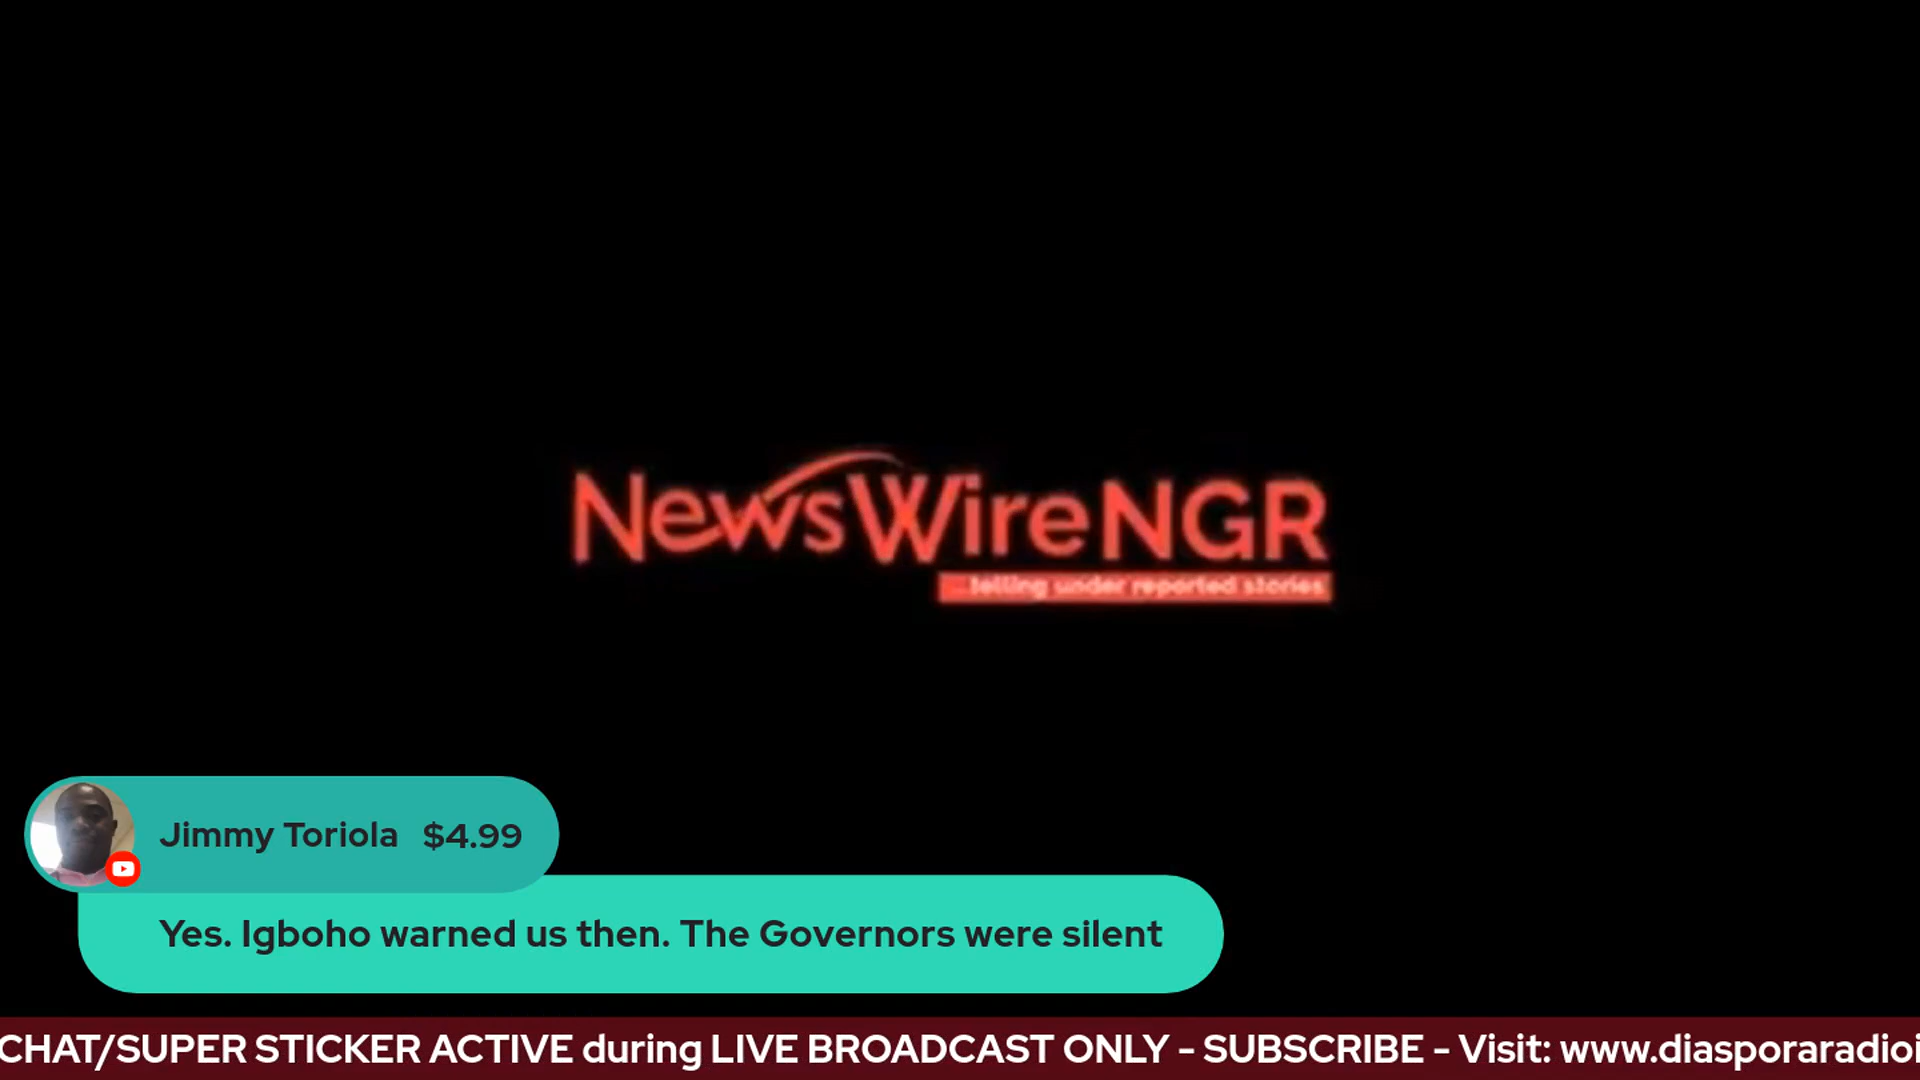 NewsWireNGR
telling under reported stories
Jimmy Toriola $4.99
Yes. Igboho warned us then. The Governors were silent
CHAT/SUPER STICKER ACTIVE during LIVE BROADCAST ONLY - SUBSCRIBE - Visit: www.diasporaradioi